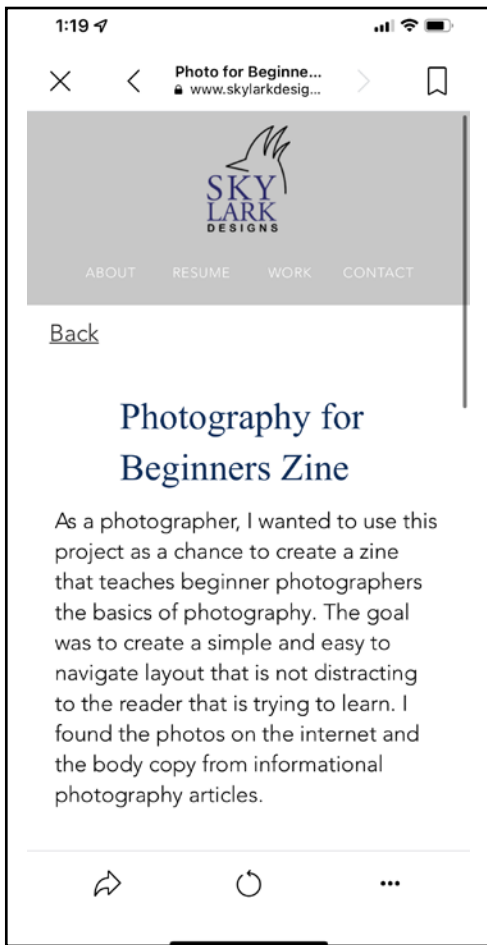 1:19
Photo for Beginne...
www.skylarkdesig...
SKY
LARK
DESIGNS
ABOUT RESUME WORK CONTACT
Back
Photography for
Beginners Zine
As a photographer, I wanted to use this
project as a chance to create a zine
that teaches beginner photographers
the basics of photography. The goal
was to create a simple and easy to
navigate layout that is not distracting
to the reader that is trying to learn. I
found the photos on the internet and
the body copy from informational
photography articles.